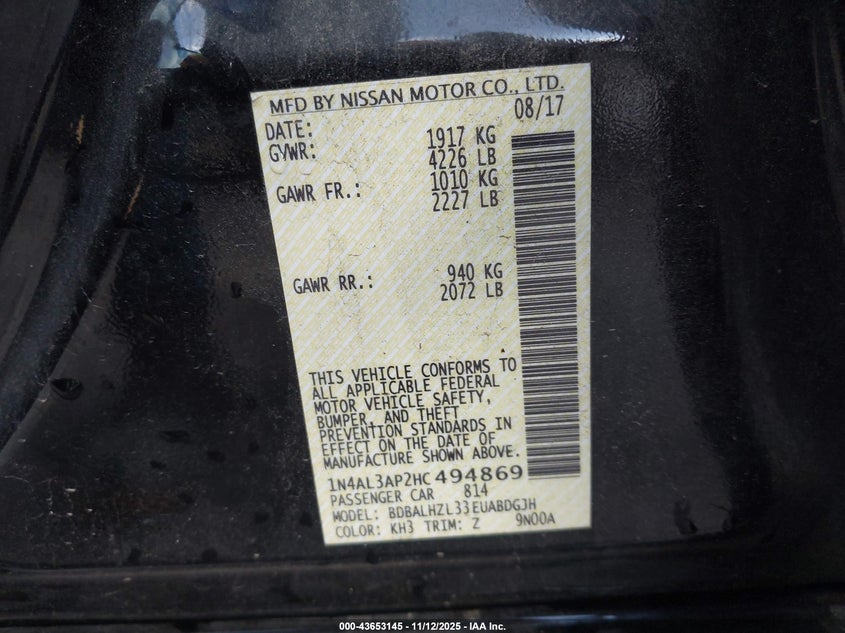 MFD BY NISSAN MOTOR CO., LTD.
DATE: 08/17
GVWR: 1917 KG
4226 LB
GAWR FR.: 1010 KG
2227 LB
GAWR RR.: 940 KG
2072 LB
THIS VEHICLE CONFORMS TO
ALL APPLICABLE FEDERAL
MOTOR VEHICLE SAFETY,
BUMPER, AND THEFT
PREVENTION STANDARDS IN
EFFECT ON THE DATE OF
MANUFACTURE SHOWN ABOVE.
1N4AL3AP2HC494869
PASSENGER CAR 814
MODEL: BDBALHZL33EUABDGJH
COLOR: KH3 TRIM: Z 9N00A
000-43653145 - 11/12/2025 - IAA Inc.